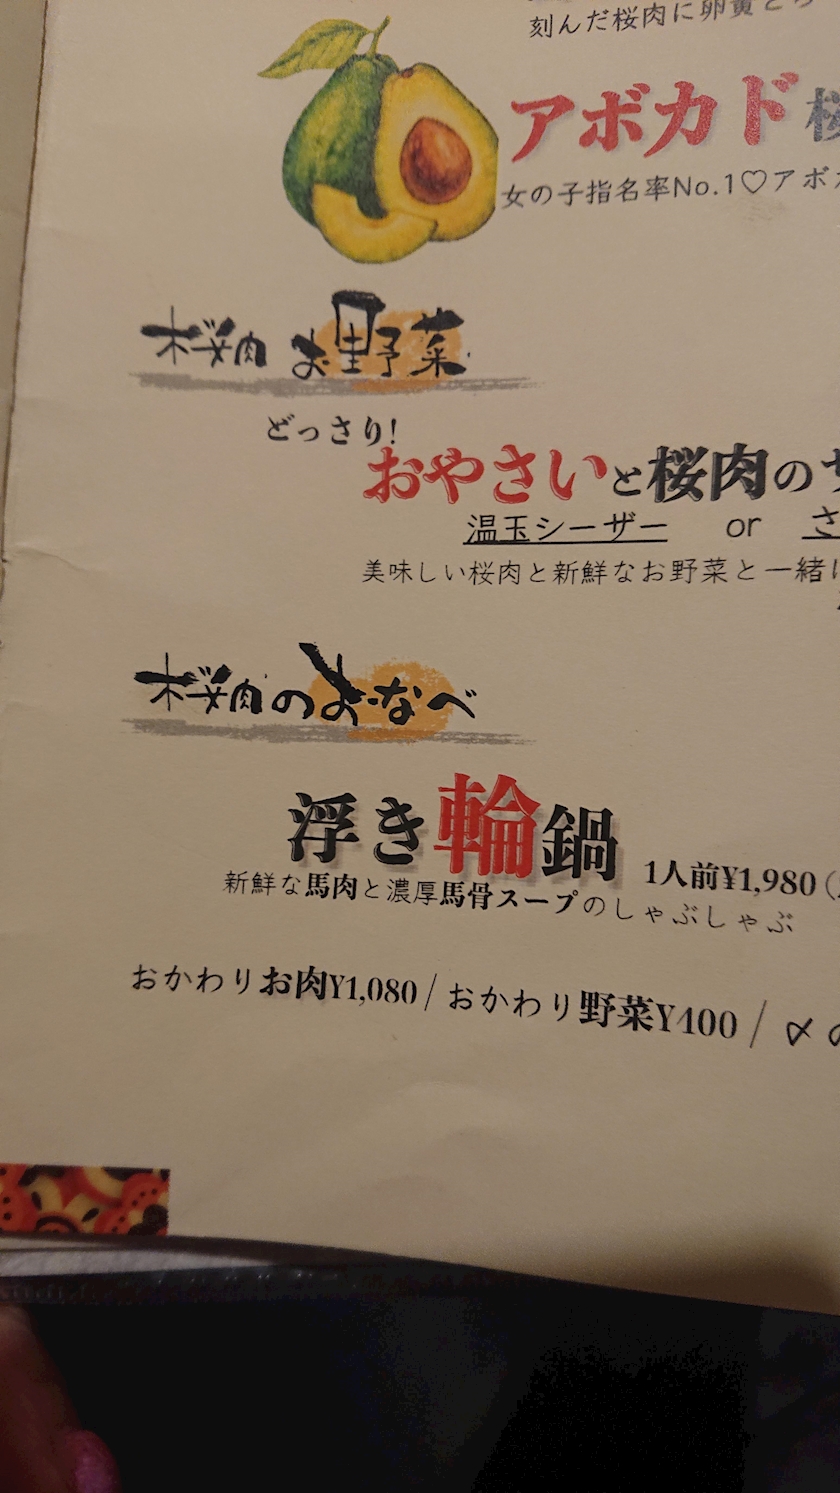 刻んだ桜肉に卵黄とろ
アボカド桜
女の子指名率No.1♡アボカ
桜肉 お野菜
どっさり!
おやさいと桜肉のサ
温玉シーザー or さ
美味しい桜肉と新鮮なお野菜と一緒に
桜肉のおなべ
浮き輪鍋 1人前¥1,980(
新鮮な馬肉と濃厚馬骨スープのしゃぶしゃぶ
おかわりお肉¥1,080/おかわり野菜¥400/〆の